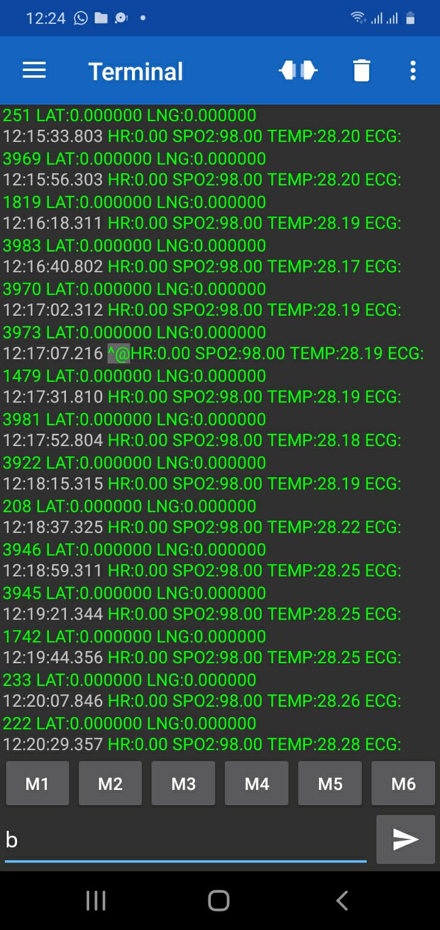 12:24
Terminal
251 LAT:0.000000 LNG:0.000000
12:15:33.803 HR:0.00 SPO2:98.00 TEMP:28.20 ECG:
3969 LAT:0.000000 LNG:0.000000
12:15:56.303 HR:0.00 SPO2:98.00 TEMP:28.20 ECG:
1819 LAT:0.000000 LNG:0.000000
12:16:18.311 HR:0.00 SPO2:98.00 TEMP:28.19 ECG:
3983 LAT:0.000000 LNG:0.000000
12:16:40.802 HR:0.00 SPO2:98.00 TEMP:28.17 ECG:
3970 LAT:0.000000 LNG:0.000000
12:17:02.312 HR:0.00 SPO2:98.00 TEMP:28.19 ECG:
3973 LAT:0.000000 LNG:0.000000
12:17:07.216 ^@HR:0.00 SPO2:98.00 TEMP:28.19 ECG:
1479 LAT:0.000000 LNG:0.000000
12:17:31.810 HR:0.00 SPO2:98.00 TEMP:28.19 ECG:
3981 LAT:0.000000 LNG:0.000000
12:17:52.804 HR:0.00 SPO2:98.00 TEMP:28.18 ECG:
3922 LAT:0.000000 LNG:0.000000
12:18:15.315 HR:0.00 SPO2:98.00 TEMP:28.19 ECG:
208 LAT:0.000000 LNG:0.000000
12:18:37.325 HR:0.00 SPO2:98.00 TEMP:28.22 ECG:
3946 LAT:0.000000 LNG:0.000000
12:18:59.311 HR:0.00 SPO2:98.00 TEMP:28.25 ECG:
3945 LAT:0.000000 LNG:0.000000
12:19:21.344 HR:0.00 SPO2:98.00 TEMP:28.25 ECG:
1742 LAT:0.000000 LNG:0.000000
12:19:44.356 HR:0.00 SPO2:98.00 TEMP:28.25 ECG:
233 LAT:0.000000 LNG:0.000000
12:20:07.846 HR:0.00 SPO2:98.00 TEMP:28.26 ECG:
222 LAT:0.000000 LNG:0.000000
12:20:29.357 HR:0.00 SPO2:98.00 TEMP:28.28 ECG:
M1 M2 M3 M4 M5 M6
b